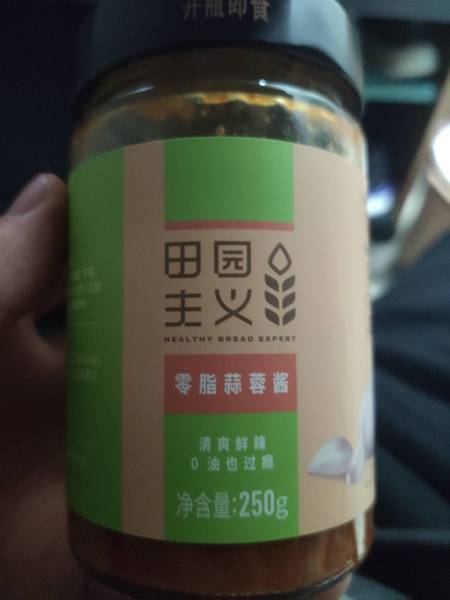 开瓶即食
田园
主义
HEALTHY BREAD EXPERT
零脂蒜蓉酱
清爽鲜辣
0 油也过瘾
净含量:250g